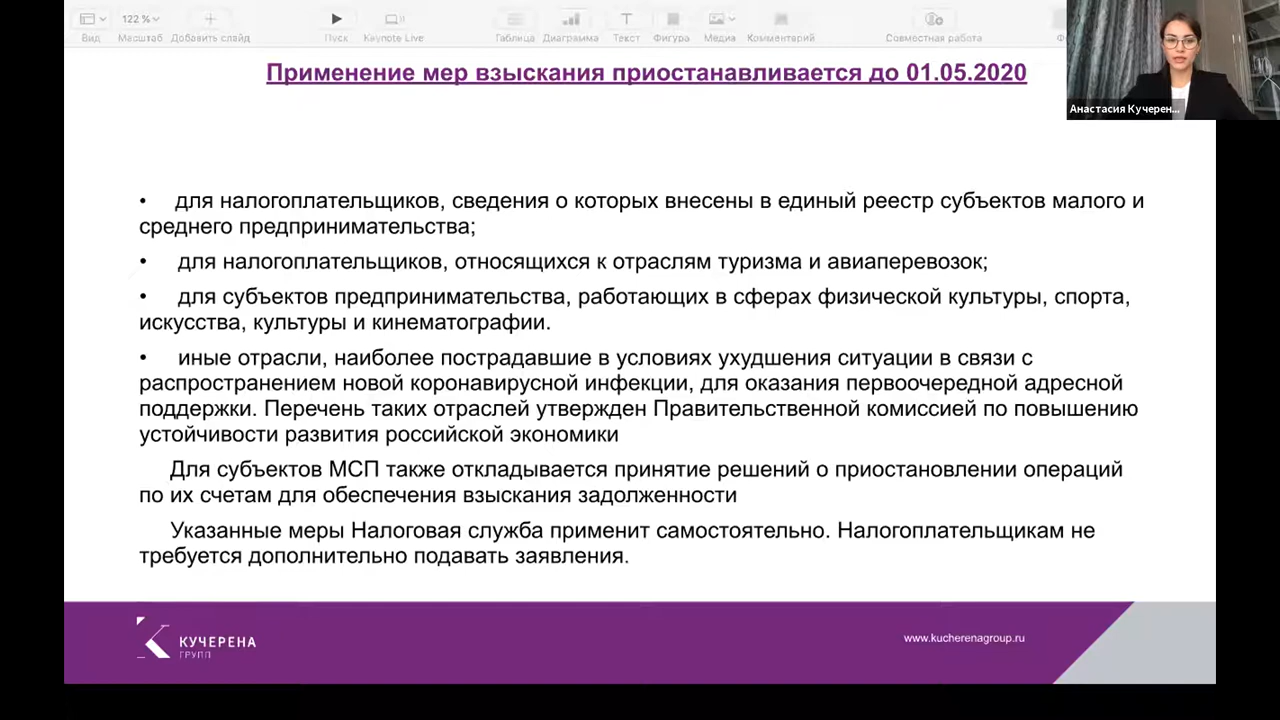 122 %
Вид
Масштаб
Добавить слайд
Пуск
Keynote Live
Таблица
Диаграмма
Текст
Фигура
Медиа
Комментарий
Совместная работа
Анастасия Кучерен...
Применение мер взыскания приостанавливается до 01.05.2020
• для налогоплательщиков, сведения о которых внесены в единый реестр субъектов малого и
среднего предпринимательства;
• для налогоплательщиков, относящихся к отраслям туризма и авиаперевозок;
• для субъектов предпринимательства, работающих в сферах физической культуры, спорта,
искусства, культуры и кинематографии.
• иные отрасли, наиболее пострадавшие в условиях ухудшения ситуации в связи с
распространением новой коронавирусной инфекции, для оказания первоочередной адресной
поддержки. Перечень таких отраслей утвержден Правительственной комиссией по повышению
устойчивости развития российской экономики
Для субъектов МСП также откладывается принятие решений о приостановлении операций
по их счетам для обеспечения взыскания задолженности
Указанные меры Налоговая служба применит самостоятельно. Налогоплательщикам не
требуется дополнительно подавать заявления.
КУЧЕРЕНА
ГРУПП
www.kucherenagroup.ru